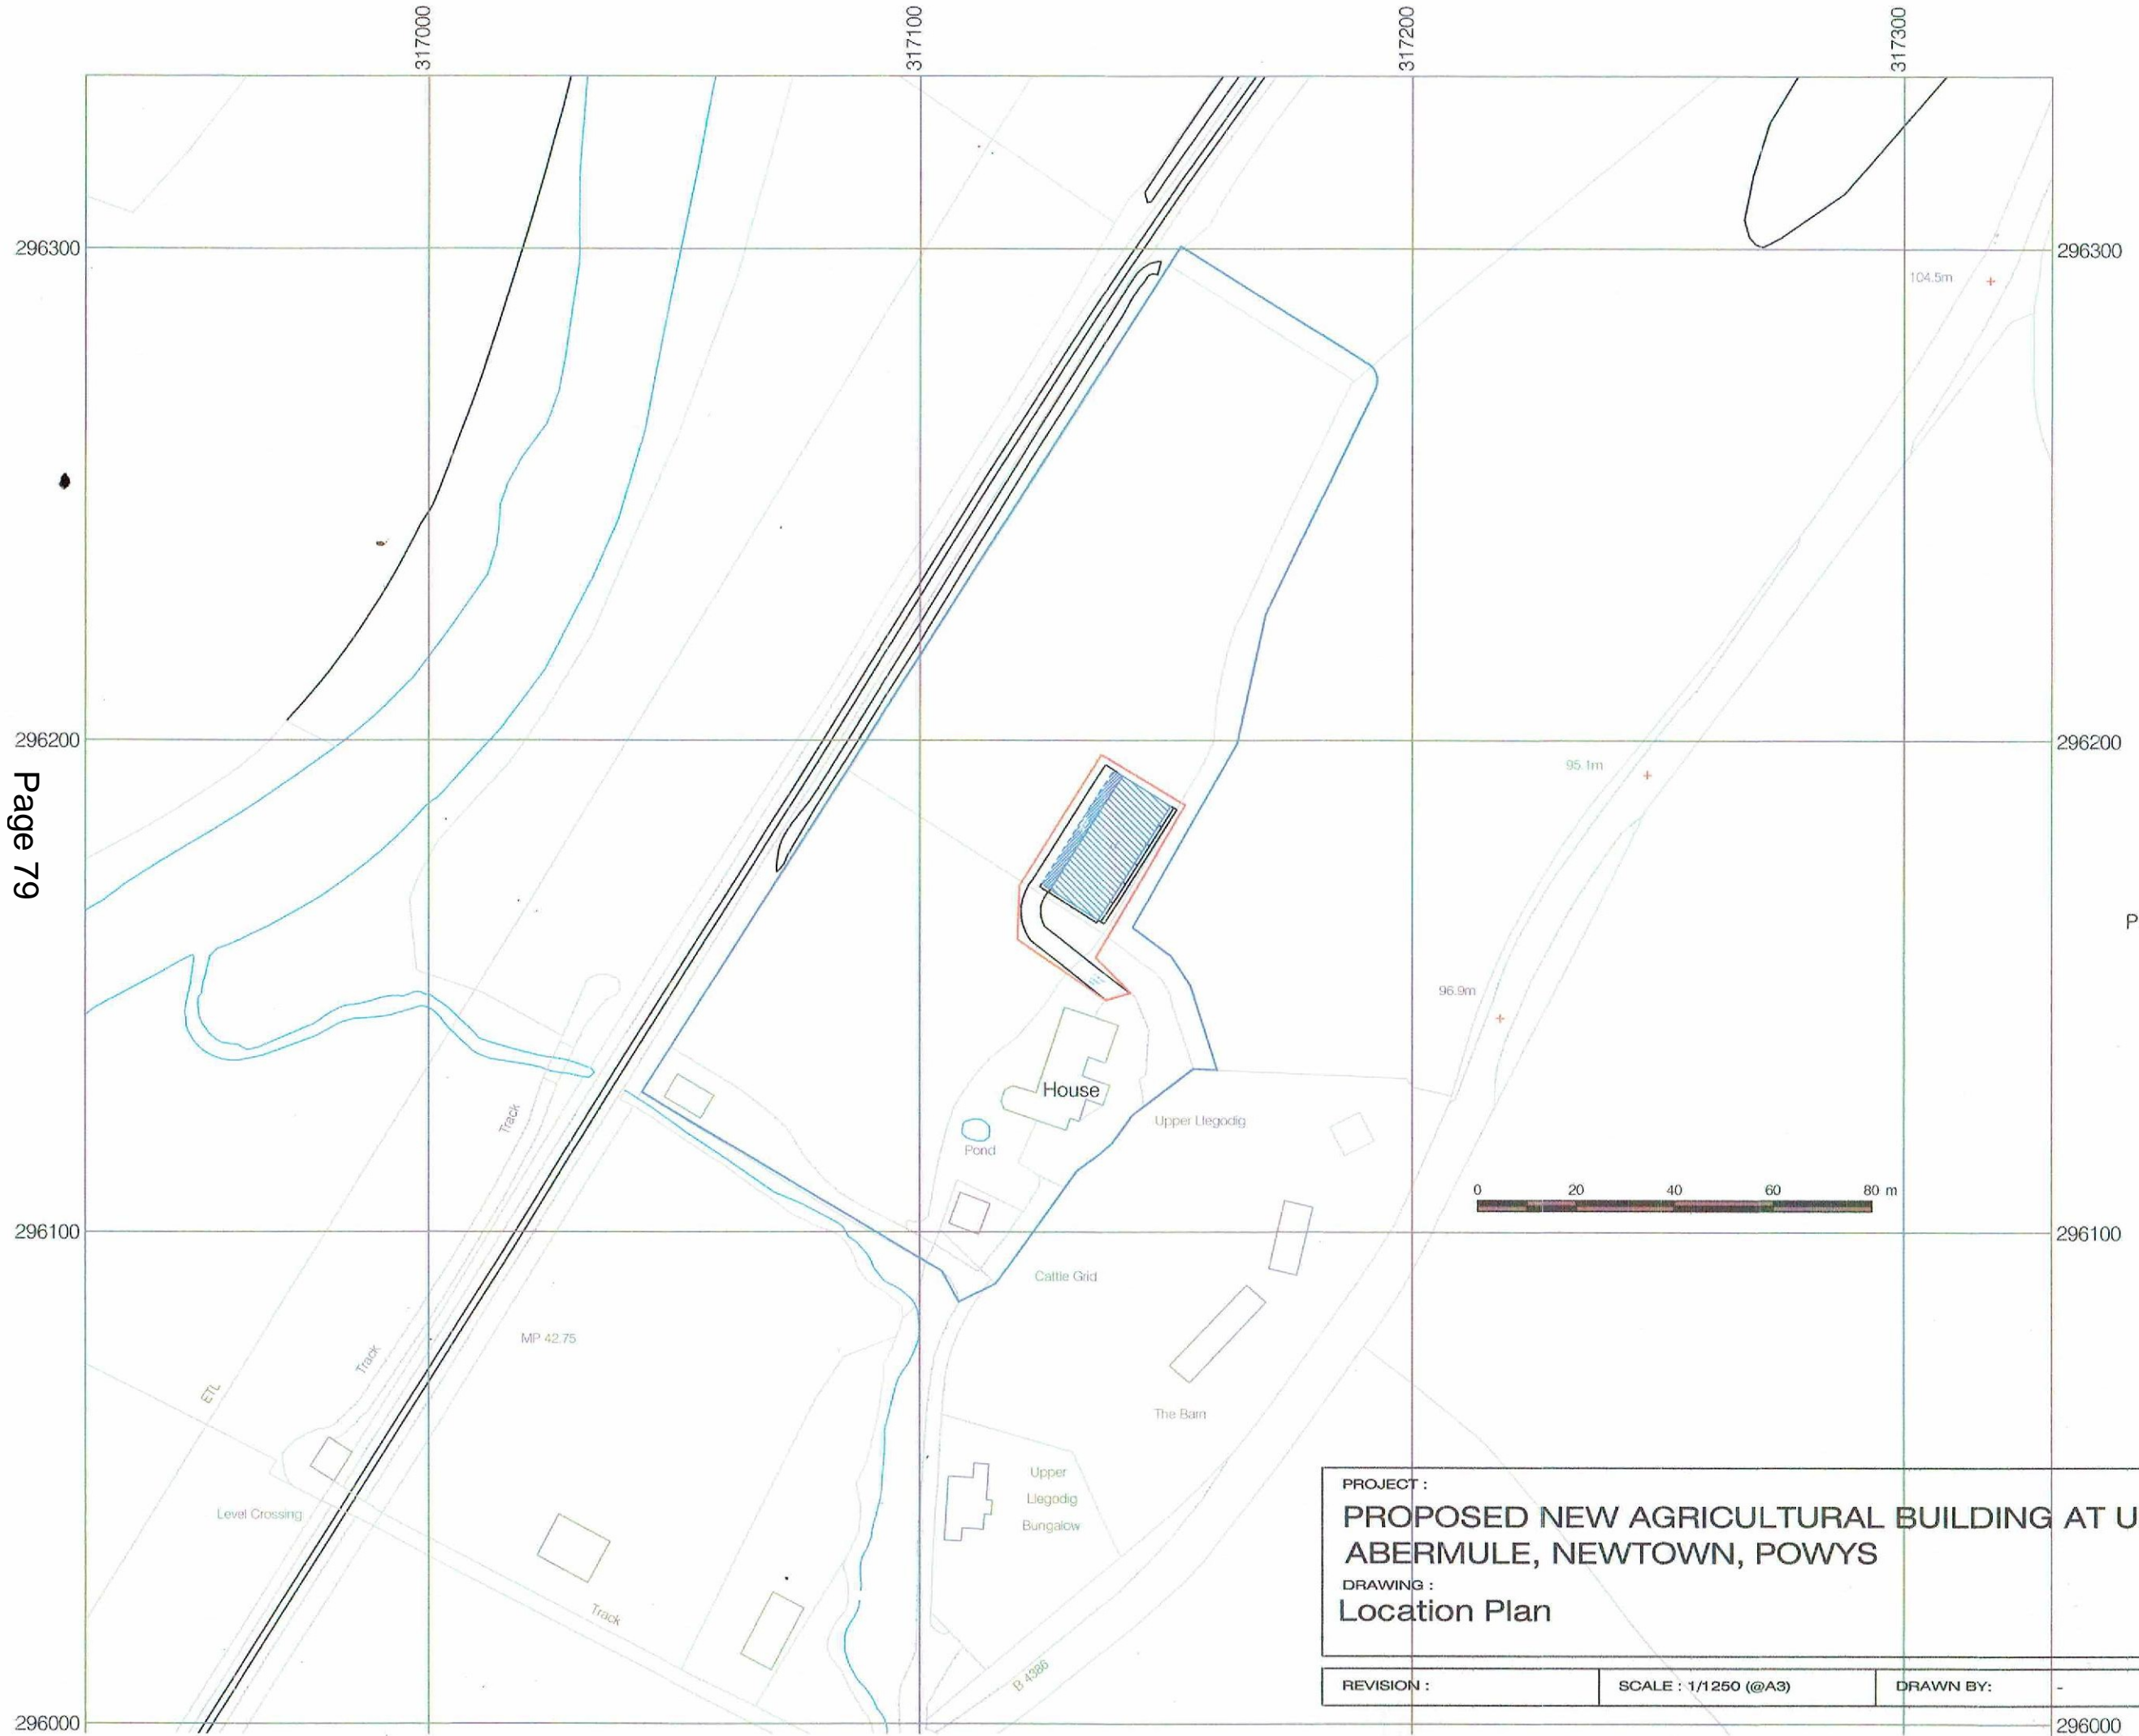 317000
317100
317200
317300
296300
296300
104.5m
296200
296200
95.1m
Page 79
P
96.9m
House
Track
Upper Llegodig
Pond
0 20 40 60 80 m
296100
296100
Cattle Grid
MP 42.75
Track
ETL
The Barn
Upper
Llegodig
Bungalow
Level Crossing
Track
B 4386
PROJECT :
PROPOSED NEW AGRICULTURAL BUILDING AT U
ABERMULE, NEWTOWN, POWYS
DRAWING :
Location Plan
REVISION :
SCALE : 1/1250 (@A3)
DRAWN BY: -
296000
296000